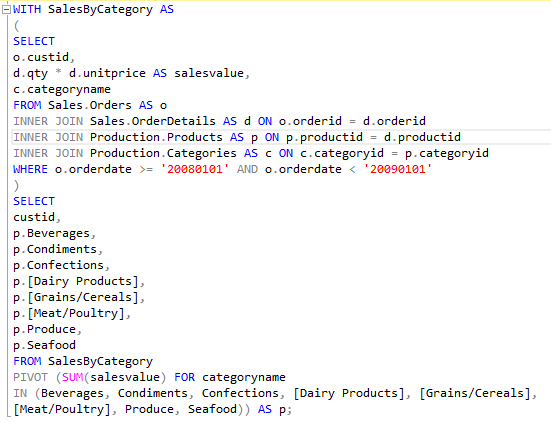 WITH SalesByCategory AS
(
SELECT
o.custid,
d.qty * d.unitprice AS salesvalue,
c.categoryname
FROM Sales.Orders AS o
INNER JOIN Sales.OrderDetails AS d ON o.orderid = d.orderid
INNER JOIN Production.Products AS p ON p.productid = d.productid
INNER JOIN Production.Categories AS c ON c.categoryid = p.categoryid
WHERE o.orderdate >= '20080101' AND o.orderdate < '20090101'
)
SELECT
custid,
p.Beverages,
p.Condiments,
p.Confections,
p.[Dairy Products],
p.[Grains/Cereals],
p.[Meat/Poultry],
p.Produce,
p.Seafood
FROM SalesByCategory
PIVOT (SUM(salesvalue) FOR categoryname
IN (Beverages, Condiments, Confections, [Dairy Products], [Grains/Cereals],
[Meat/Poultry], Produce, Seafood)) AS p;